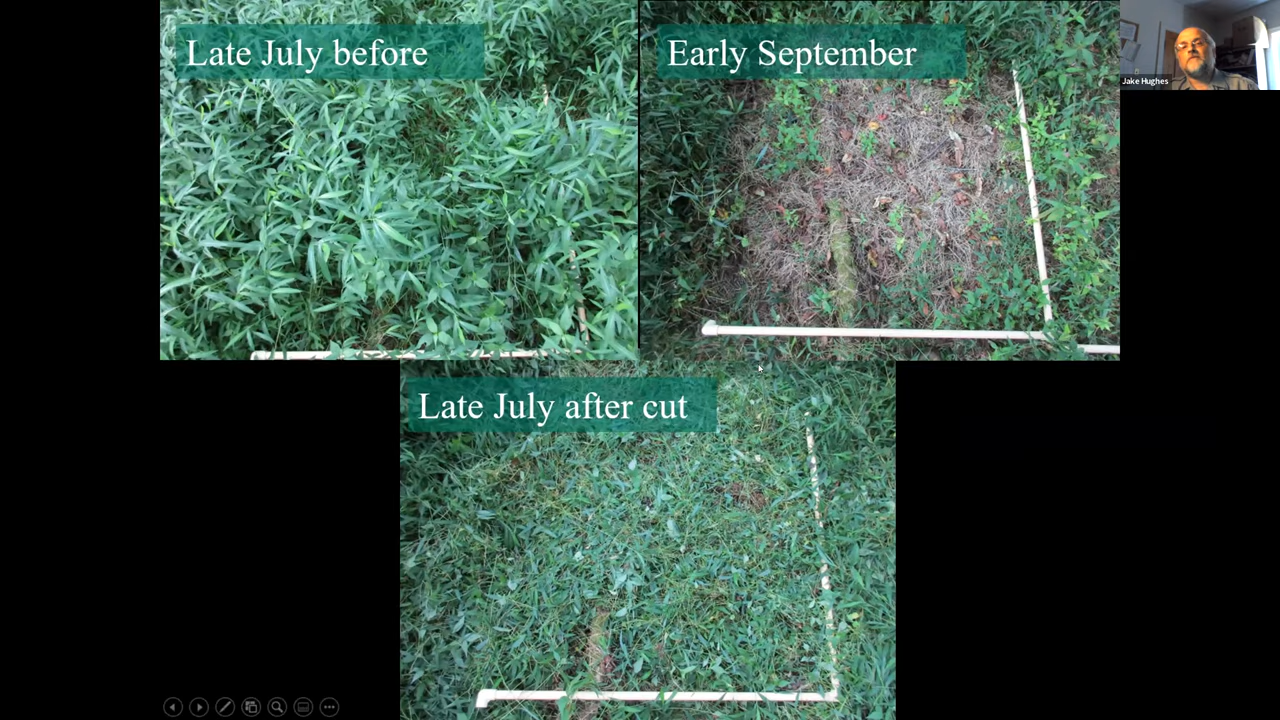 Late July before
Early September
Jake Hughes
Late July after cut